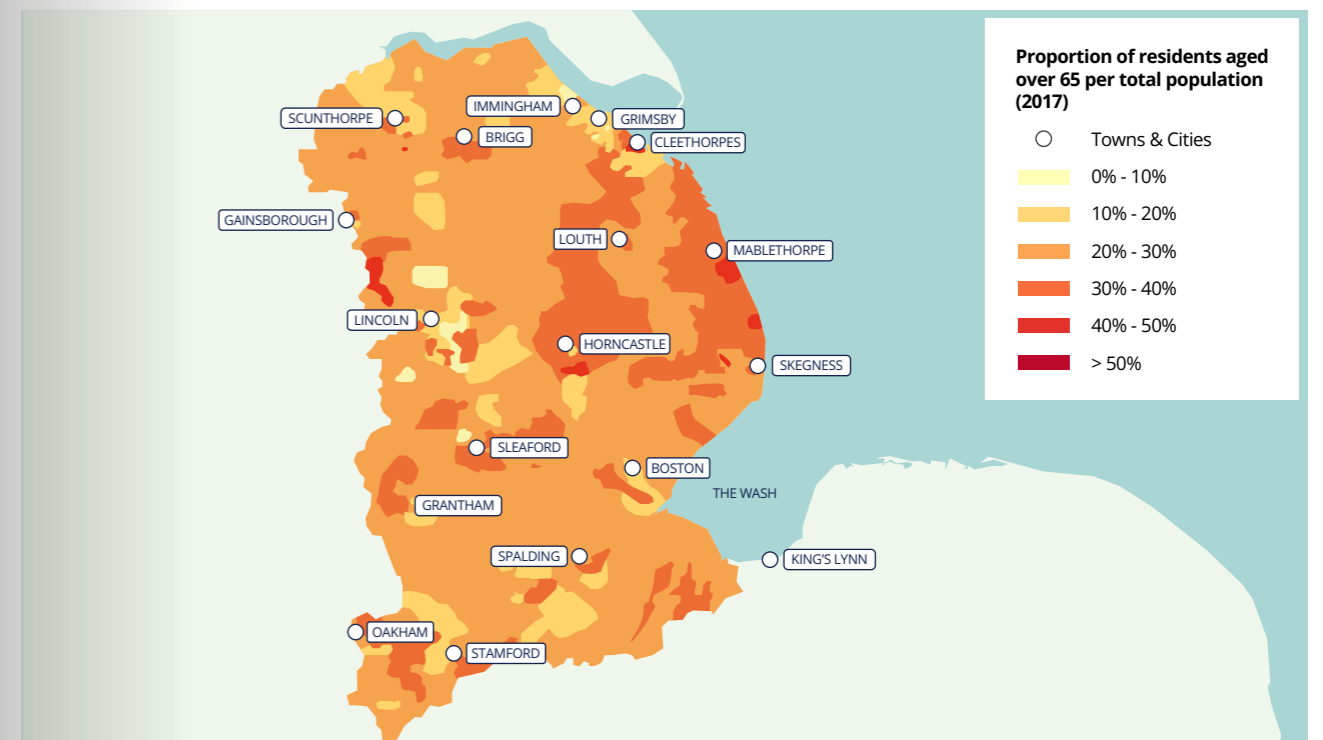 Proportion of residents aged
over 65 per total population
(2017)
Towns & Cities
0% - 10%
10% - 20%
20% - 30%
30% - 40%
40% - 50%
> 50%
IMMINGHAM
SCUNTHORPE
GRIMSBY
BRIGG
CLEETHORPES
GAINSBOROUGH
LOUTH
MABLETHORPE
LINCOLN
HORNCASTLE
SKEGNESS
SLEAFORD
BOSTON
THE WASH
GRANTHAM
SPALDING
KING'S LYNN
OAKHAM
STAMFORD